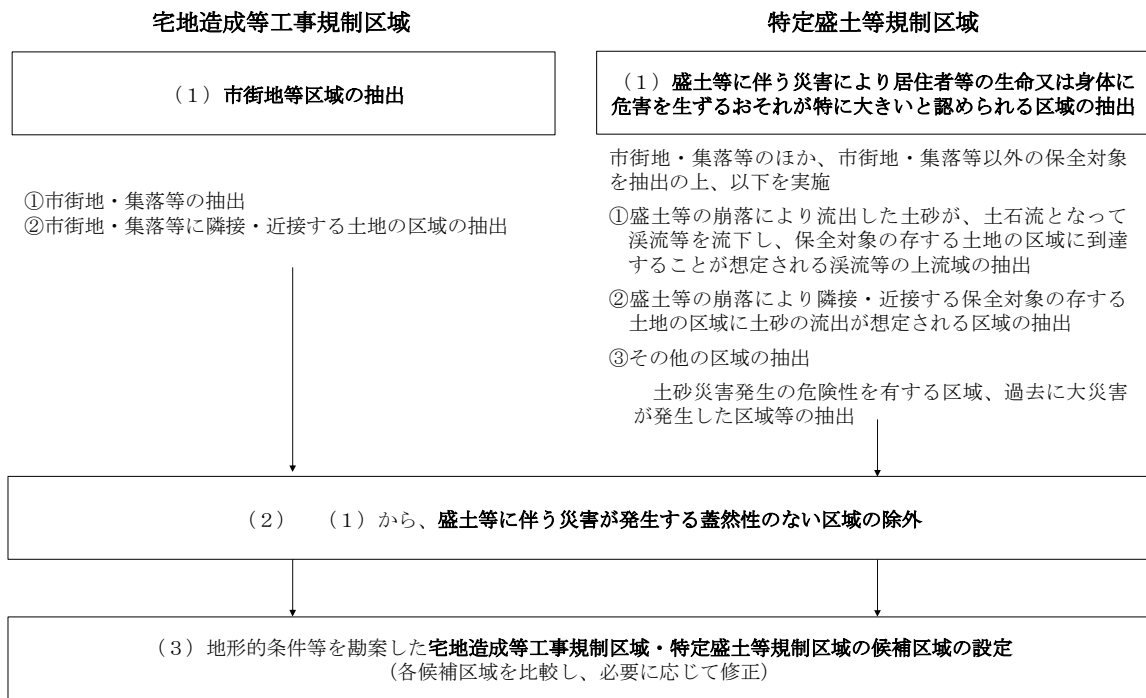 宅地造成等工事規制区域
（１）市街地等区域の抽出
①市街地・集落等の抽出
②市街地・集落等に隣接・近接する土地の区域の抽出
特定盛土等規制区域
（１）盛土等に伴う災害により居住者等の生命又は身体に
危害を生ずるおそれが特に大きいと認められる区域の抽出
市街地・集落等のほか、市街地・集落等以外の保全対象
を抽出の上、以下を実施
①盛土等の崩落により流出した土砂が、土石流となって
渓流等を流下し、保全対象の存する土地の区域に到達
することが想定される渓流等の上流域の抽出
②盛土等の崩落により隣接・近接する保全対象の存する
土地の区域に土砂の流出が想定される区域の抽出
③その他の区域の抽出
土砂災害発生の危険性を有する区域、過去に大災害
が発生した区域等の抽出
（２）　（１）から、盛土等に伴う災害が発生する蓋然性のない区域の除外
（３）地形的条件等を勘案した宅地造成等工事規制区域・特定盛土等規制区域の候補区域の設定
（各候補区域を比較し、必要に応じて修正）